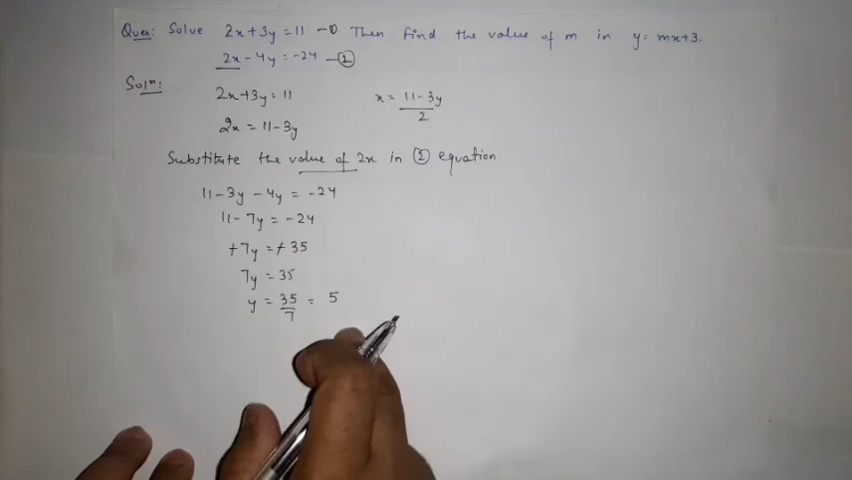 Ques: Solve 2x+3y=11 -① Then find the value of m in y=mx+3.
2x-4y=-24 -②
Solⁿ:
2x+3y=11 x = 11-3y/2
2x = 11-3y
Substitute the value of 2x in ② equation
11-3y-4y=-24
11-7y=-24
+7y=+35
7y=35
y = 35/7 = 5